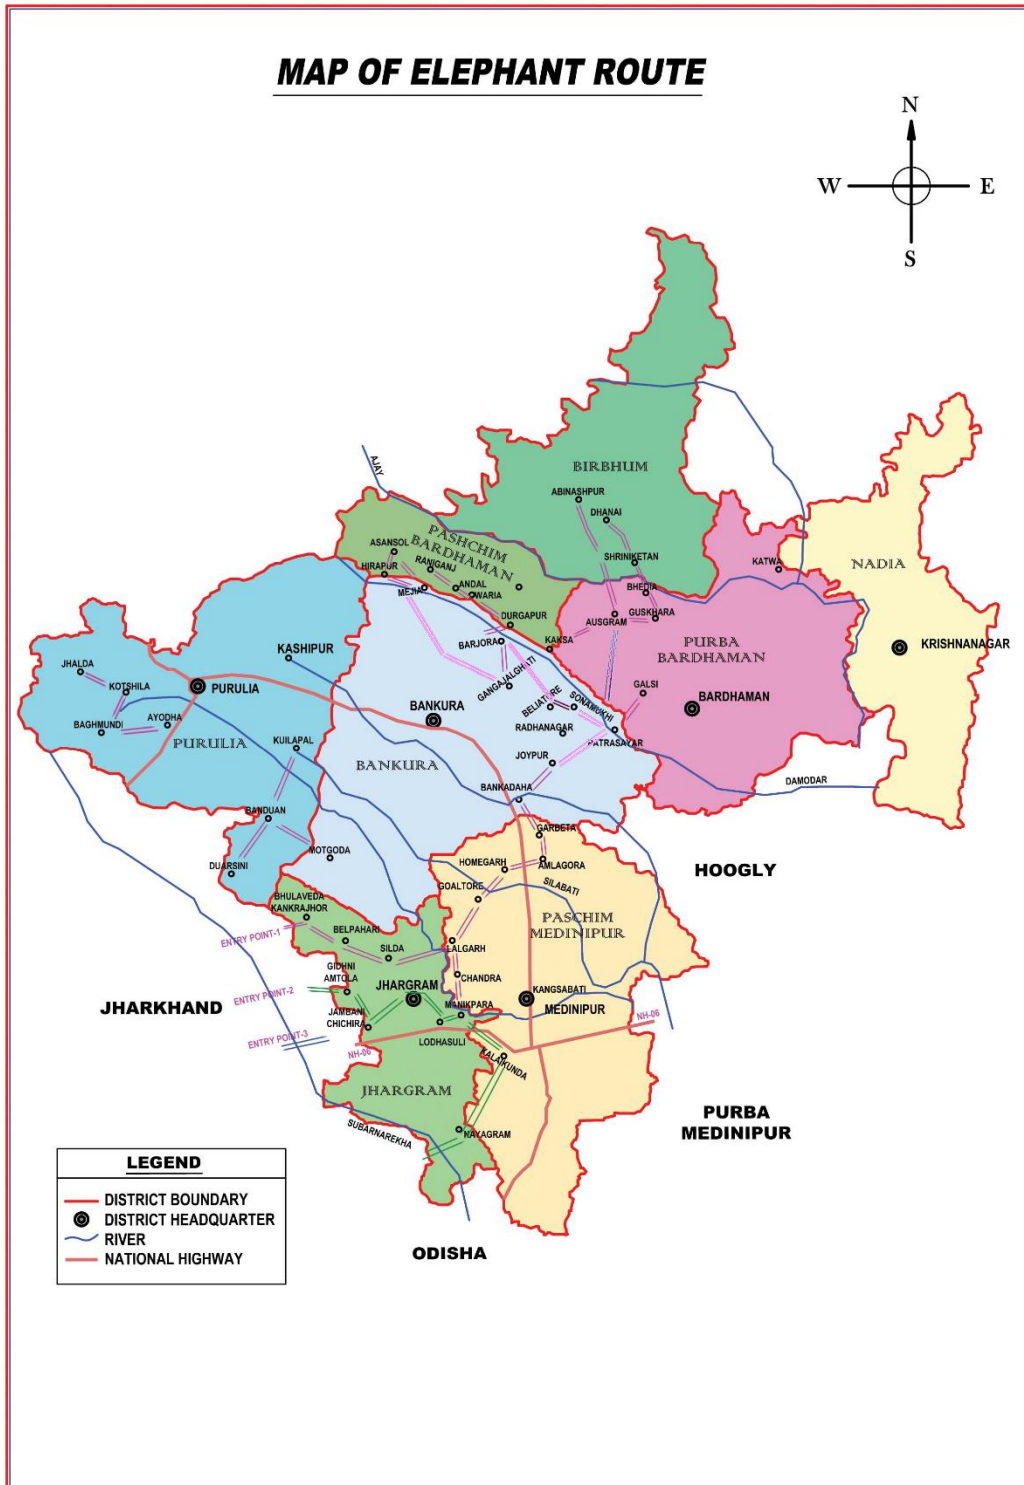 MAP OF ELEPHANT ROUTE
N
W
E
S
BIRBHUM
ABINASHPUR
DHANAI
AJAY
PASHCHIM
BARDHAMAN
ASANSOL
RANIGANJ
HIRAPUR
MEJIA
ANDAL
WARIA
SHRINIKETAN
KATWA
NADIA
BHEDIA
DURGAPUR
AUSGRAM
GUSKHARA
BARJORA
KAKSA
PURBA
BARDHAMAN
KRISHNANAGAR
KASHIPUR
JHALDA
KOTSHILA
PURULIA
GANGAJALGHATI
GALSI
BARDHAMAN
BANKURA
BELIATORE
SONAMUKHI
BAGHMUNDI
AYODHA
RADHANAGAR
PURULIA
KUILAPAL
PATRASAYAR
BANKURA
JOYPUR
DAMODAR
BANKADAHA
BANDUAN
GARBETA
MOTGODA
DUARSINI
HOMEGARH
AMLAGORA
HOOGLY
GOALTORE
SILABATI
BHULAVEDA
KANKRAJHOR
PASCHIM
MEDINIPUR
ENTRY POINT-1
BELPAHARI
LALGARH
SILDA
GIDHNI
AMTOLA
CHANDRA
JHARGRAM
KANGSABATI
ENTRY POINT-2
JHARKHAND
JAMBANI
CHICHIRA
MANIKPARA
MEDINIPUR
NH-06
ENTRY POINT-3
LODHASULI
NH-06
KALAIKUNDA
JHARGRAM
PURBA
MEDINIPUR
SUBARNAREKHA
NAYAGRAM
LEGEND
DISTRICT BOUNDARY
DISTRICT HEADQUARTER
RIVER
NATIONAL HIGHWAY
ODISHA